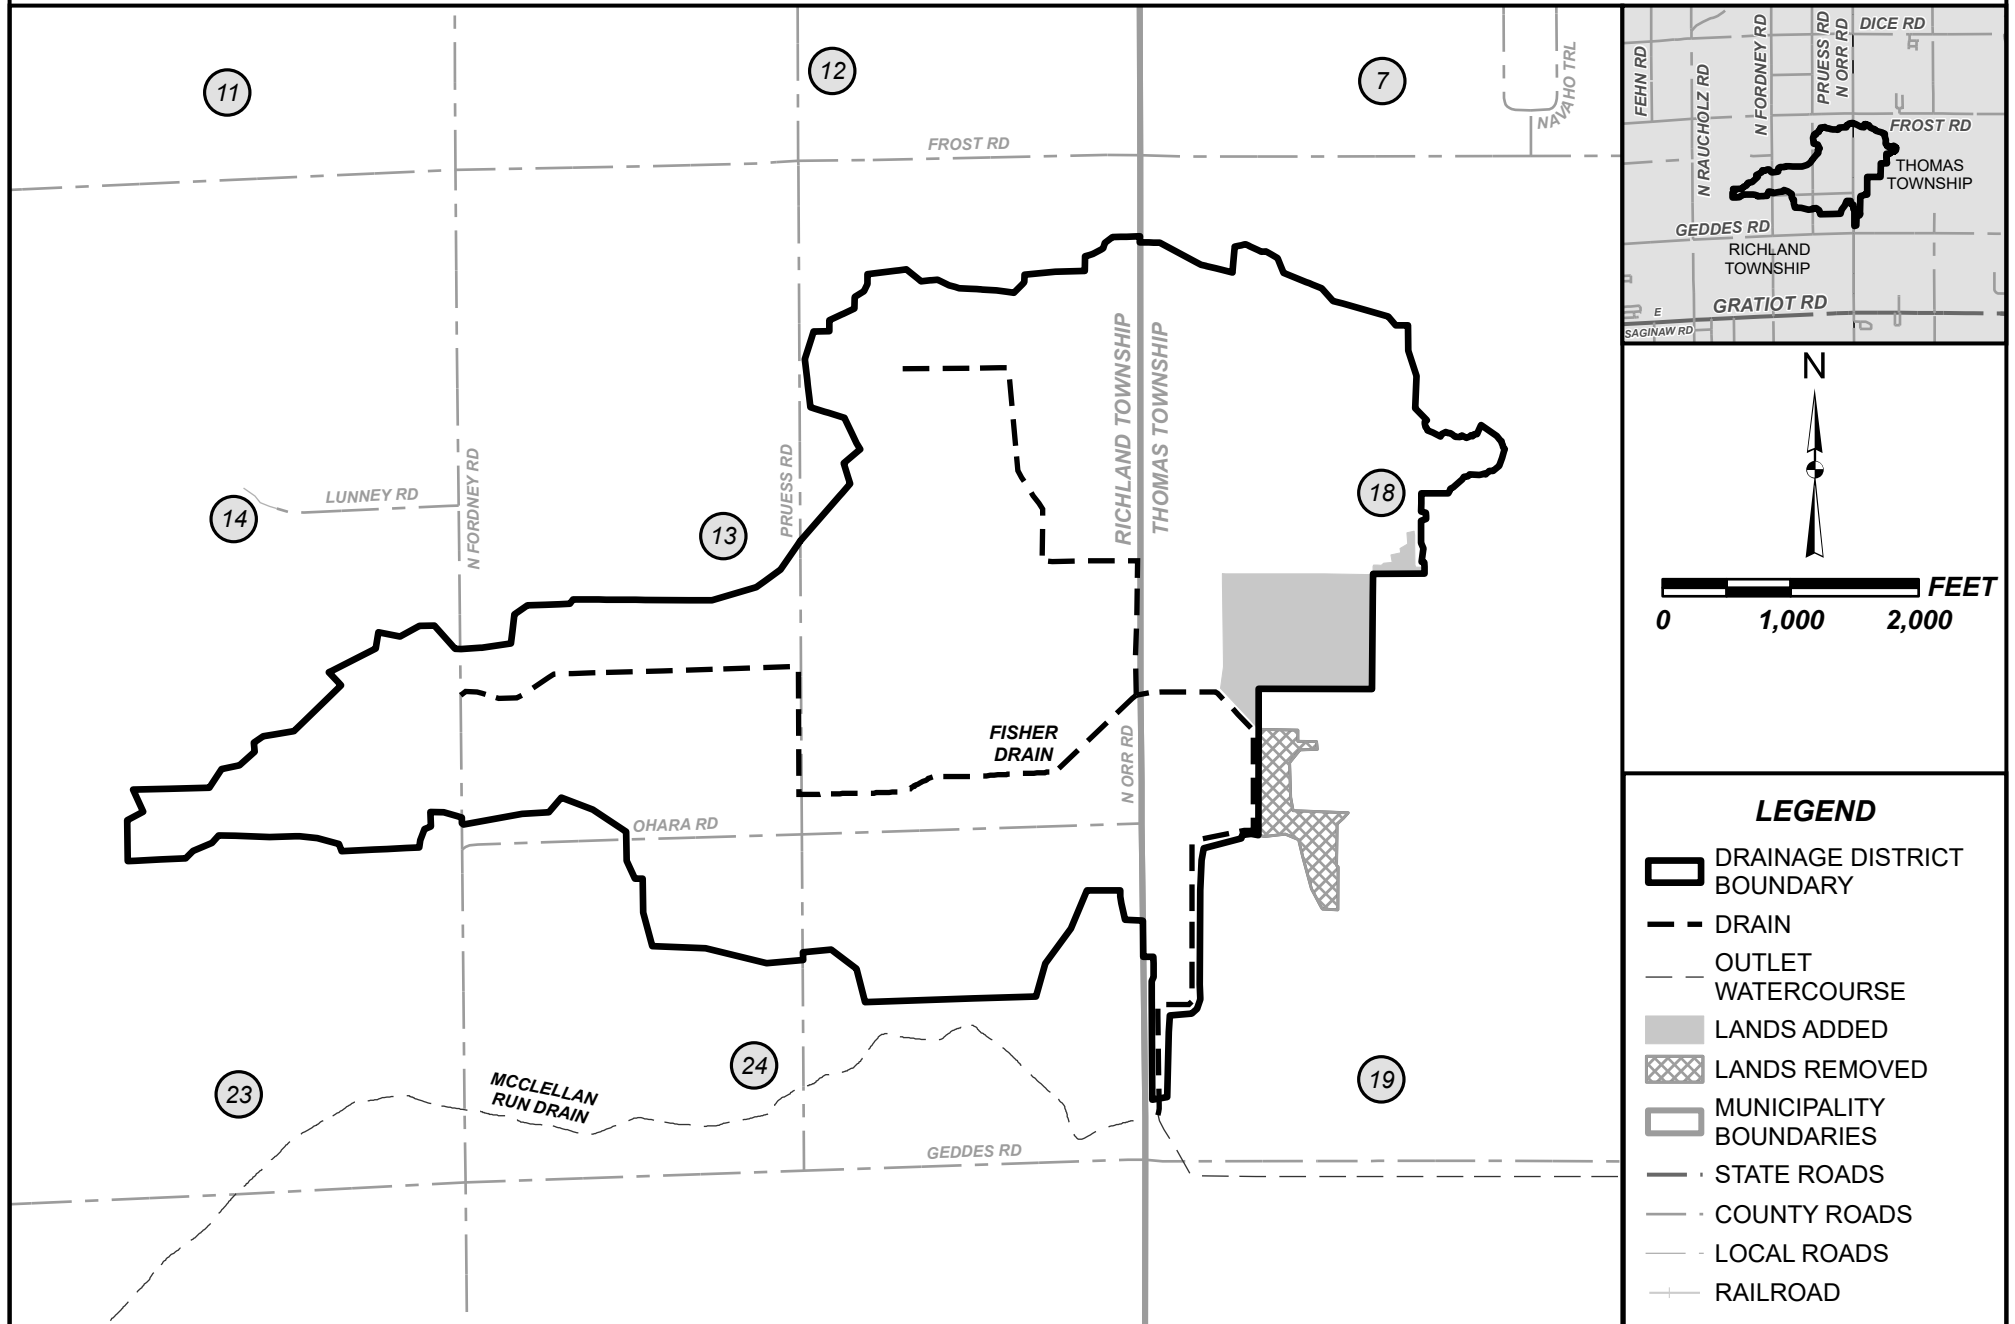 11
12
7
NAVAHO TRL
FROST RD
RICHLAND TOWNSHIP
THOMAS TOWNSHIP
N FORDNEY RD
PRUESS RD
LUNNEY RD
14
13
18
FISHER
DRAIN
N ORR RD
OHARA RD
23
24
19
MCCLELLAN
RUN DRAIN
GEDDES RD
FEHN RD
N RAUCHOLZ RD
N FORDNEY RD
PRUESS RD
N ORR RD
DICE RD
FROST RD
THOMAS
TOWNSHIP
GEDDES RD
RICHLAND
TOWNSHIP
GRATIOT RD
E
SAGINAW RD
N
FEET
0 1,000 2,000
LEGEND
DRAINAGE DISTRICT
BOUNDARY
DRAIN
OUTLET
WATERCOURSE
LANDS ADDED
LANDS REMOVED
MUNICIPALITY
BOUNDARIES
STATE ROADS
COUNTY ROADS
LOCAL ROADS
RAILROAD